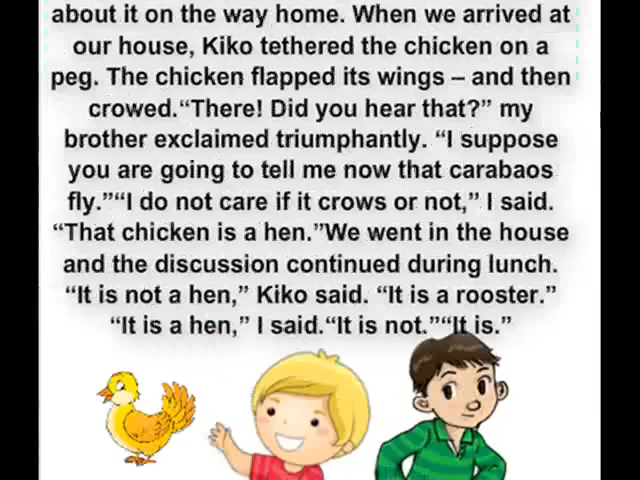 about it on the way home. When we arrived at
our house, Kiko tethered the chicken on a
peg. The chicken flapped its wings – and then
crowed.“There! Did you hear that?” my
brother exclaimed triumphantly. “I suppose
you are going to tell me now that carabaos
fly.”“I do not care if it crows or not,” I said.
“That chicken is a hen.”We went in the house
and the discussion continued during lunch.
“It is not a hen,” Kiko said. “It is a rooster.”
“It is a hen,” I said.“It is not.”“It is.”